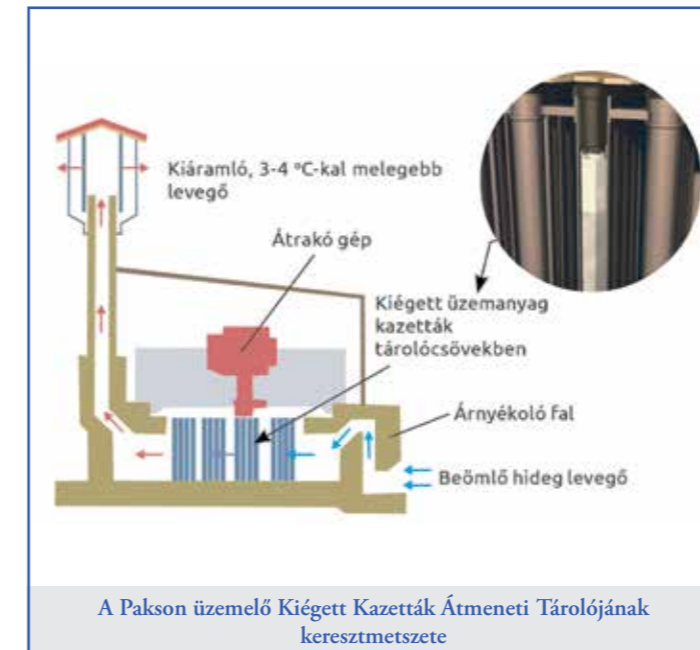 Kiáramló, 3-4 °C-kal melegebb
levegő
Átrakó gép
Kiégett üzemanyag
kazetták
tárolócsövekben
Árnyékoló fal
Beömlő hideg levegő
A Pakson üzemelő Kiégett Kazetták Átmeneti Tárolójának
keresztmetszete